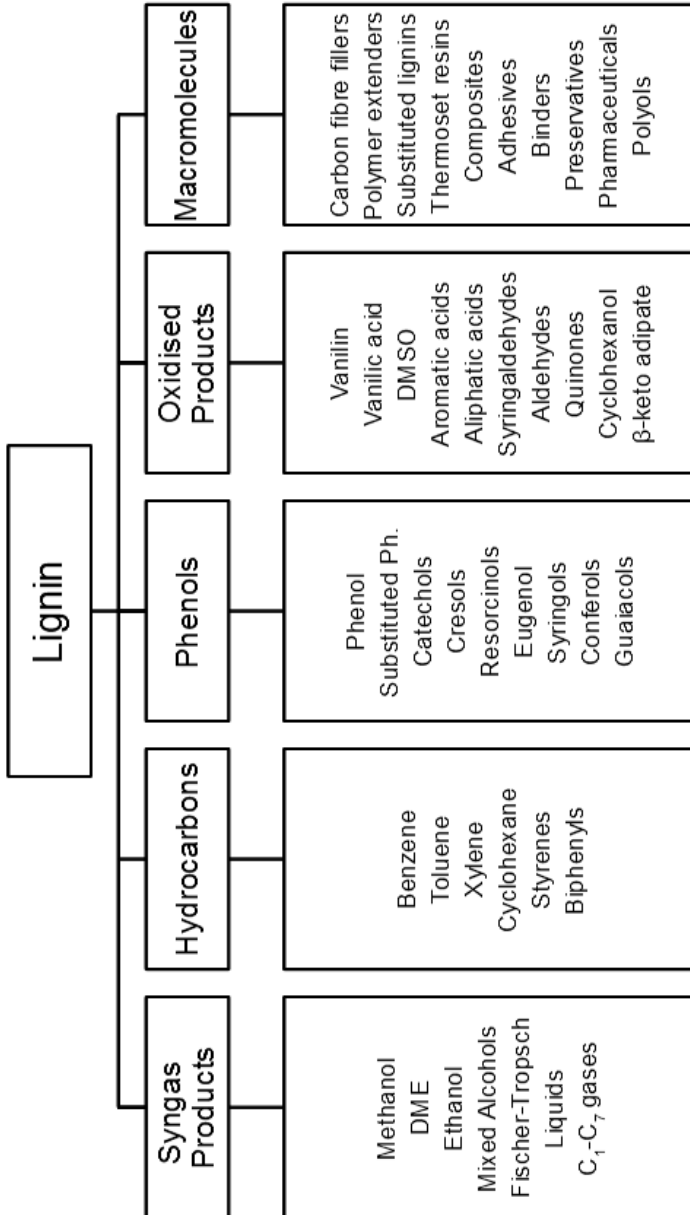 Lignin
Syngas
Products
Hydrocarbons
Phenols
Oxidised
Products
Macromolecules
Methanol
DME
Ethanol
Mixed Alcohols
Fischer-Tropsch
Liquids
C₁-C₇ gases
Benzene
Toluene
Xylene
Cyclohexane
Styrenes
Biphenyls
Phenol
Substituted Ph.
Catechols
Cresols
Resorcinols
Eugenol
Syringols
Conferols
Guaiacols
Vanilin
Vanilic acid
DMSO
Aromatic acids
Aliphatic acids
Syringaldehydes
Aldehydes
Quinones
Cyclohexanol
β-keto adipate
Carbon fibre fillers
Polymer extenders
Substituted lignins
Thermoset resins
Composites
Adhesives
Binders
Preservatives
Pharmaceuticals
Polyols